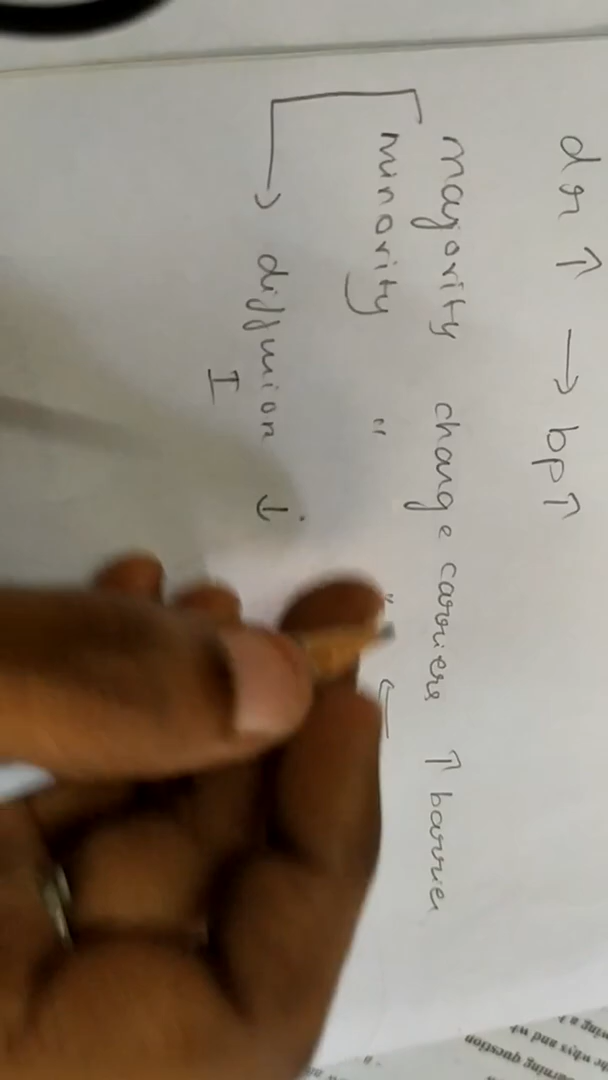 dr ↑ → bp ↑
majority charge carriers ↑ barrier
minority " " ←
→ diffusion ↓
I